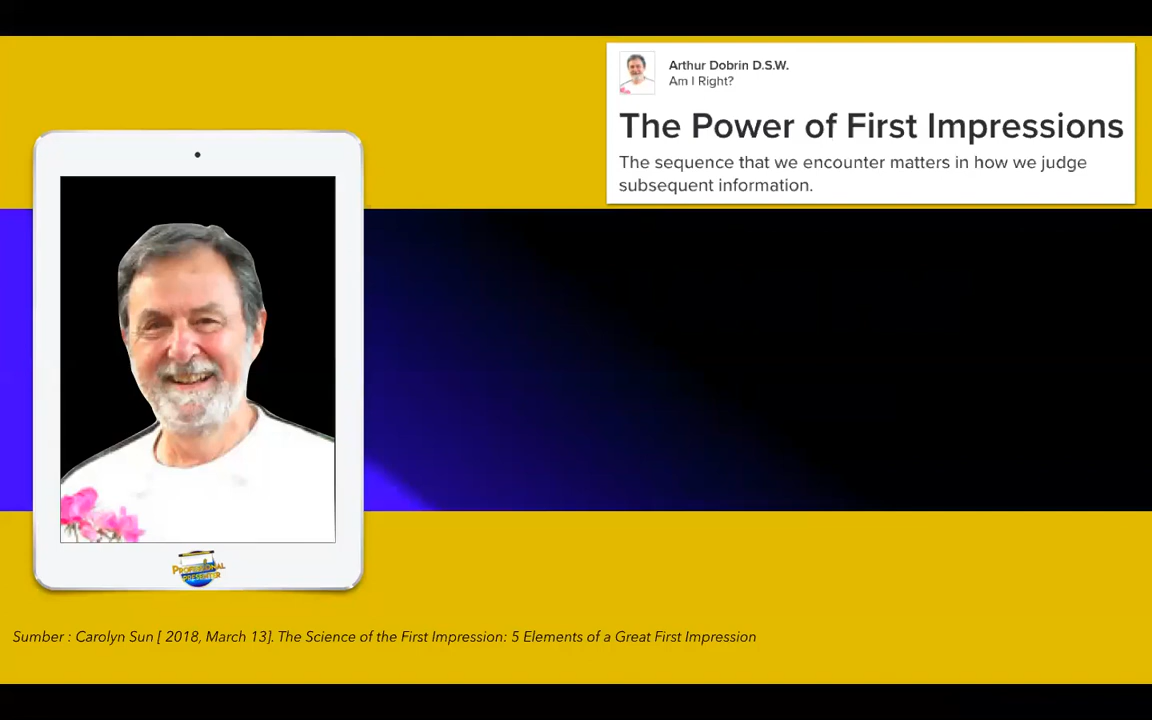 Arthur Dobrin D.S.W.
Am I Right?
The Power of First Impressions
The sequence that we encounter matters in how we judge
subsequent information.
PROFESSIONAL
PRESENTER
Sumber : Carolyn Sun [ 2018, March 13]. The Science of the First Impression: 5 Elements of a Great First Impression